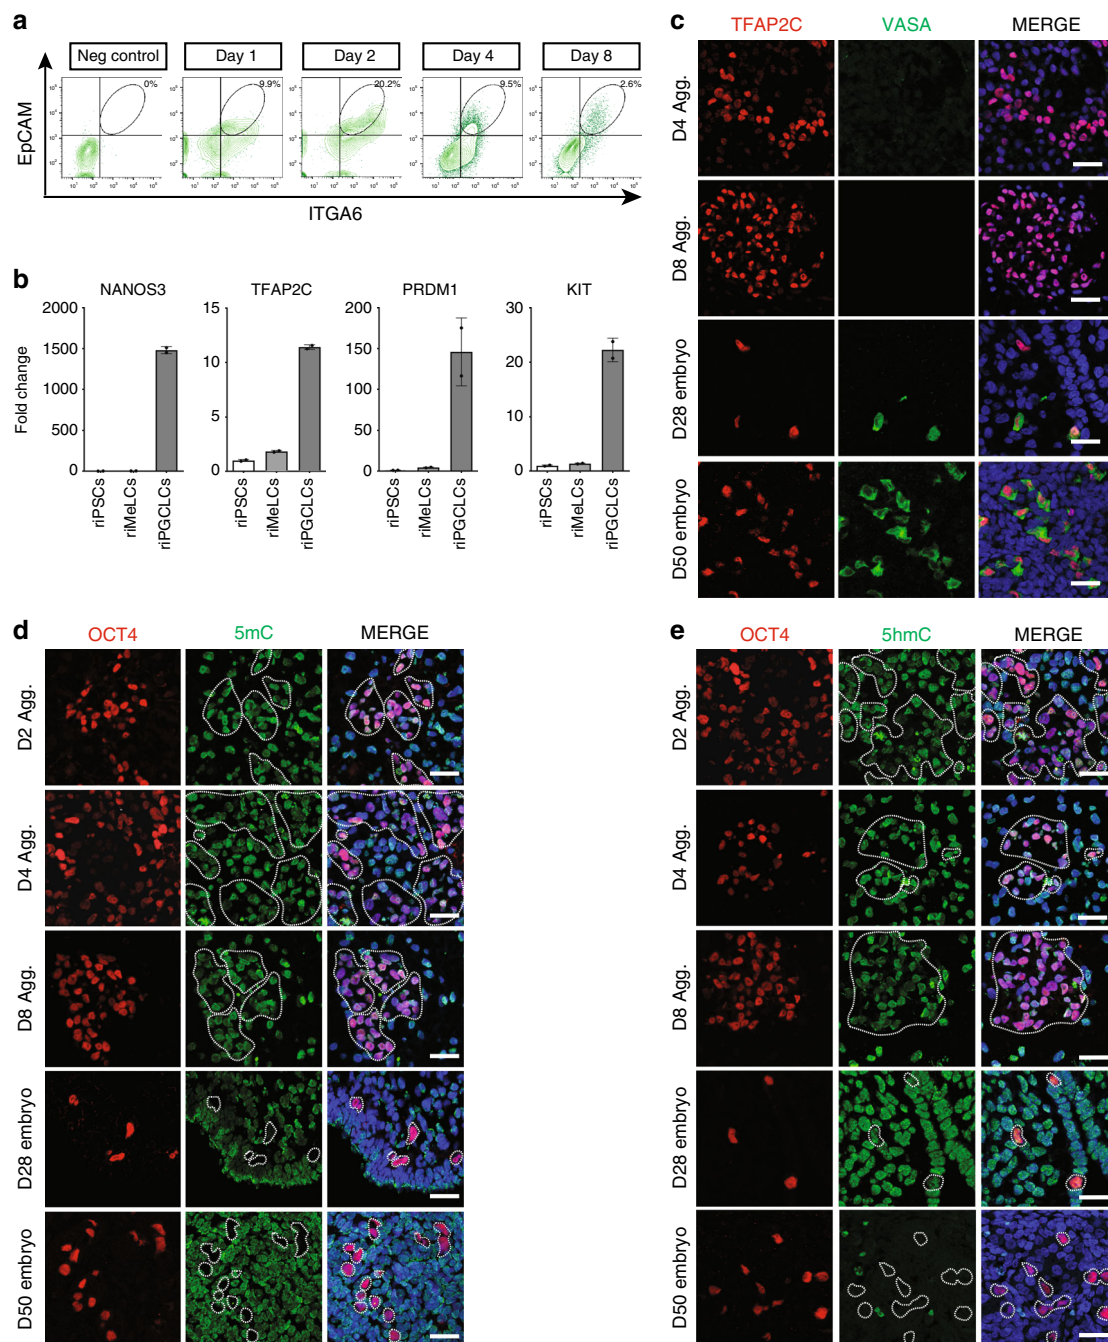 a
Neg control
Day 1
Day 2
Day 4
Day 8
0%
9.9%
20.2%
9.5%
2.6%
EpCAM
ITGA6
b
NANOS3
TFAP2C
PRDM1
KIT
Fold change
2000
1500
1000
500
0
15
10
5
0
200
150
100
50
0
30
20
10
0
riPSCs
riMeLCs
riPGCLCs
riPSCs
riMeLCs
riPGCLCs
riPSCs
riMeLCs
riPGCLCs
riPSCs
riMeLCs
riPGCLCs
c
TFAP2C
VASA
MERGE
D4 Agg.
D8 Agg.
D28 embryo
D50 embryo
d
OCT4
5mC
MERGE
D2 Agg.
D4 Agg.
D8 Agg.
D28 embryo
D50 embryo
e
OCT4
5hmC
MERGE
D2 Agg.
D4 Agg.
D8 Agg.
D28 embryo
D50 embryo